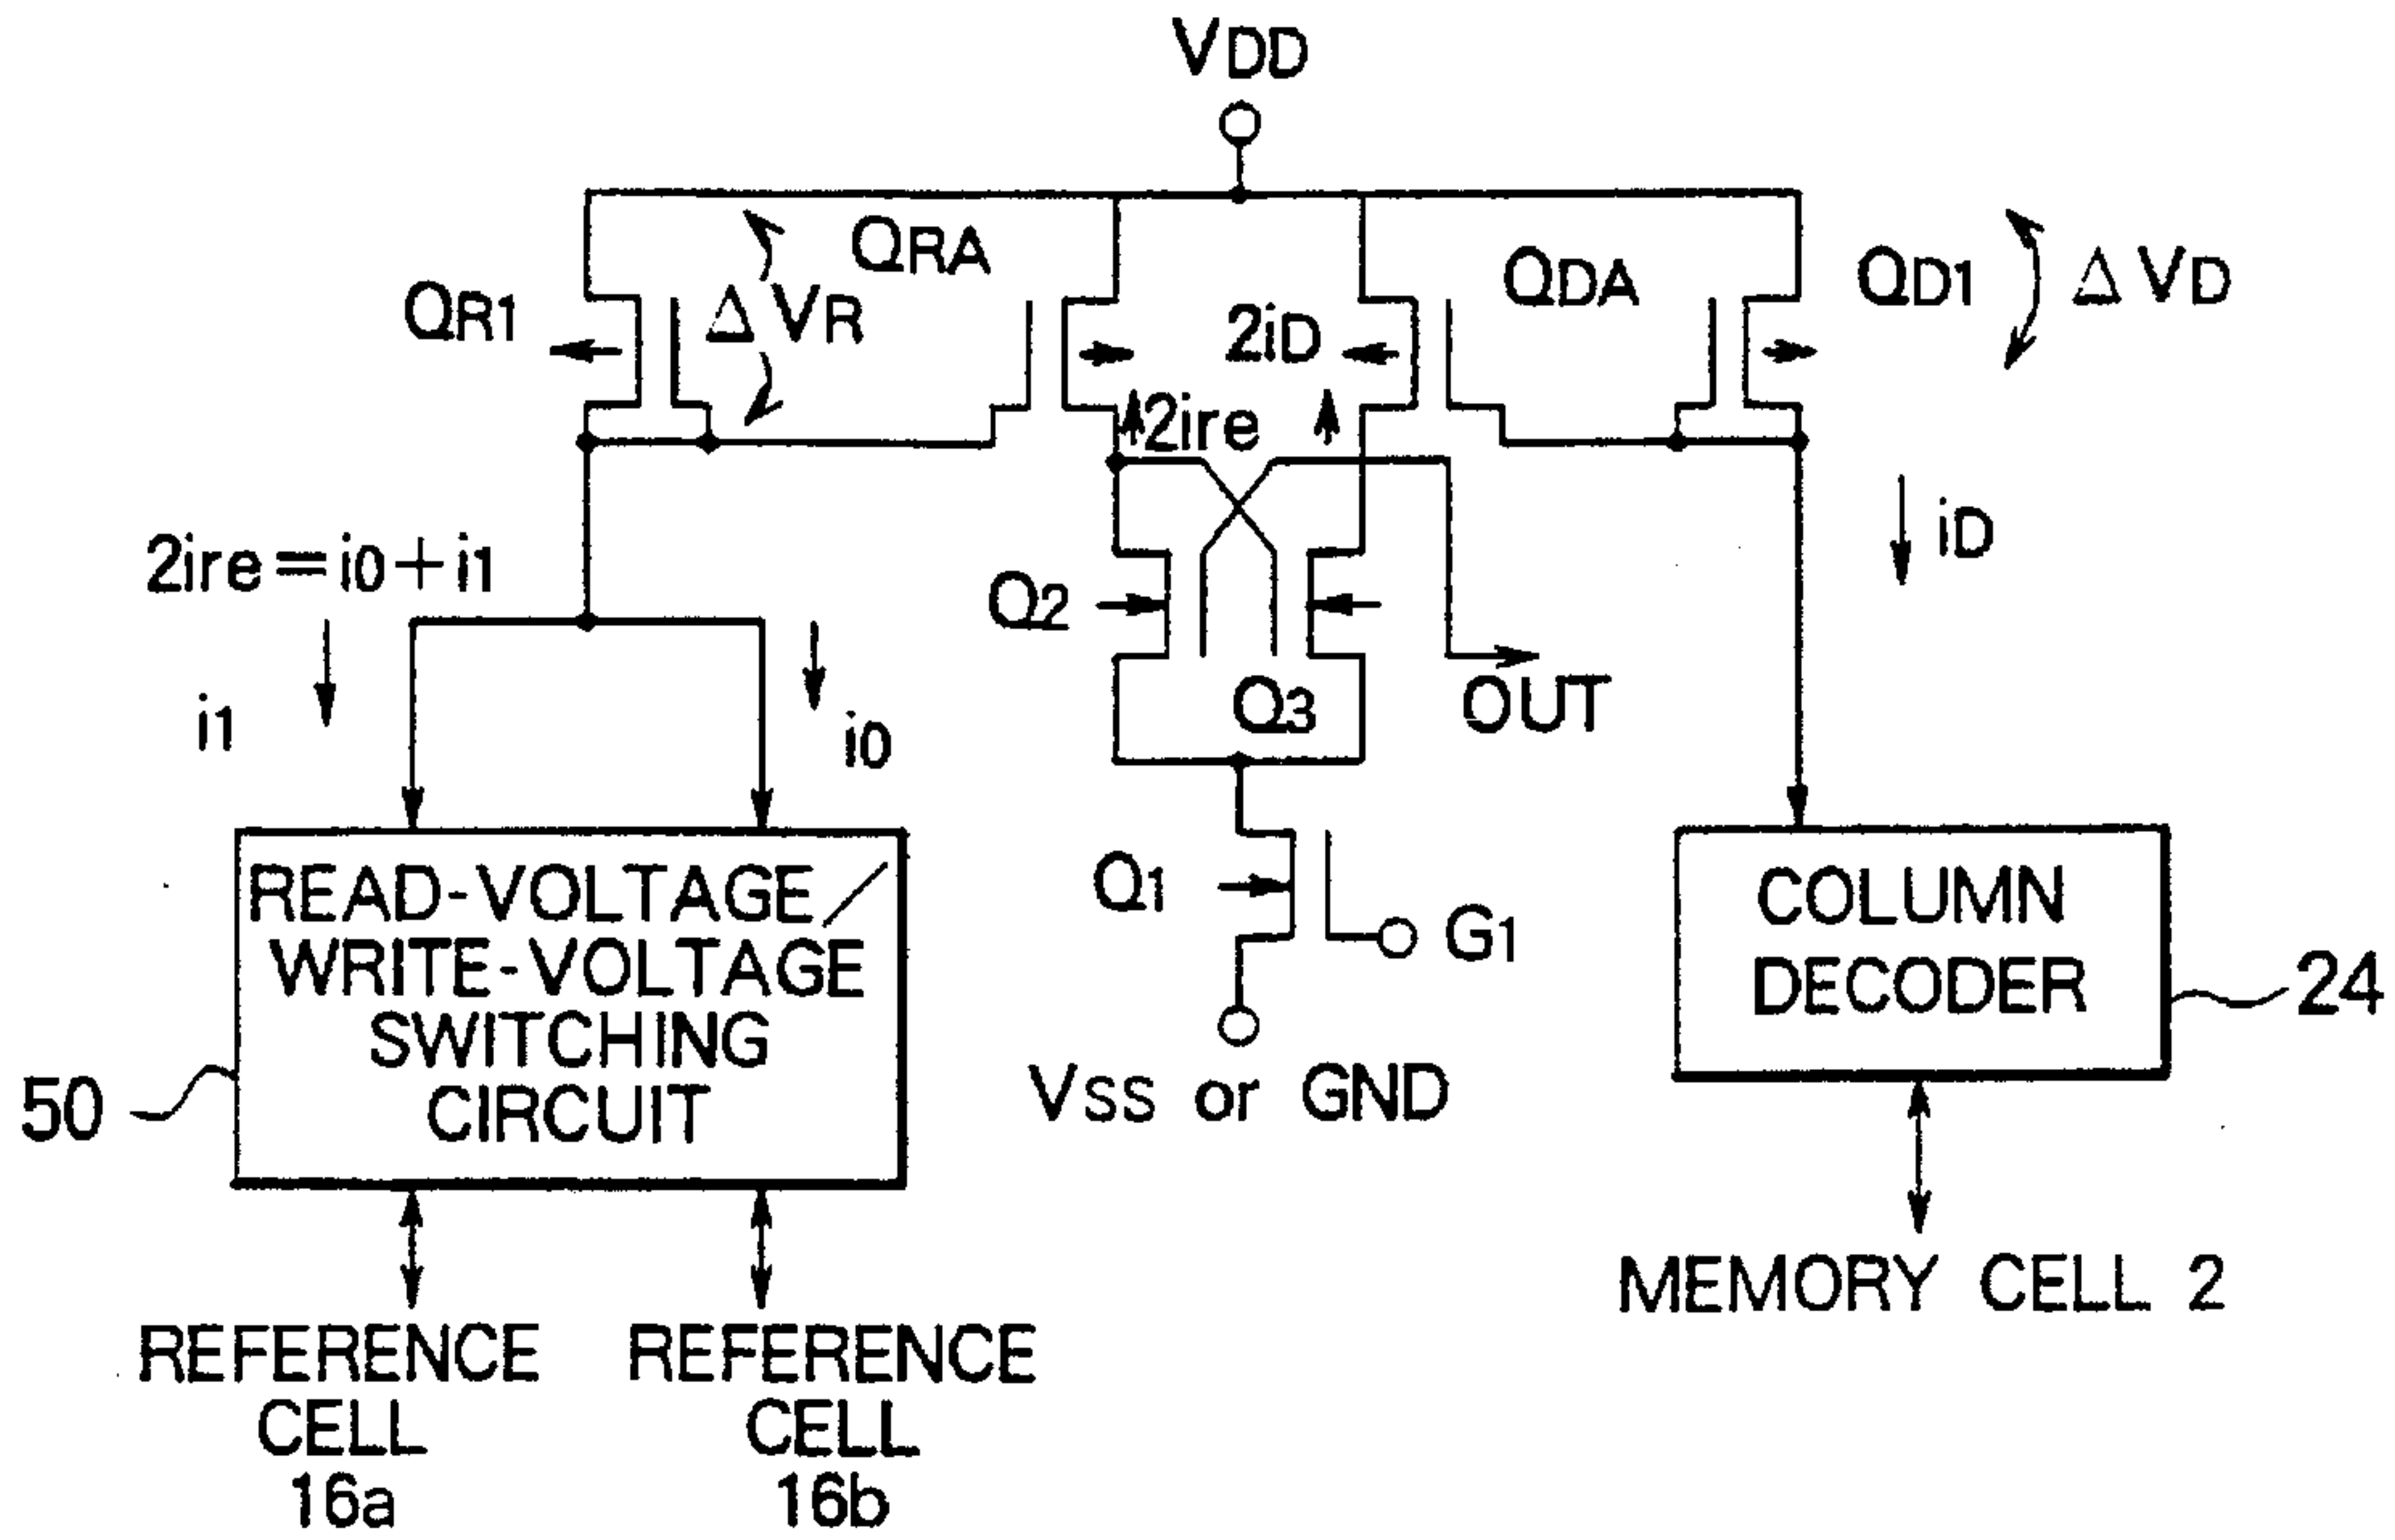 VDD
QRA
QR1
ΔVR
2iD
QDA
QD1
ΔVD
2ire
2ire=i0+i1
iD
Q2
i1
i0
Q3
OUT
READ-VOLTAGE/
WRITE-VOLTAGE
SWITCHING
CIRCUIT
50
Q1
G1
VSS or GND
COLUMN
DECODER
24
MEMORY CELL 2
REFERENCE
CELL
16a
REFERENCE
CELL
16b